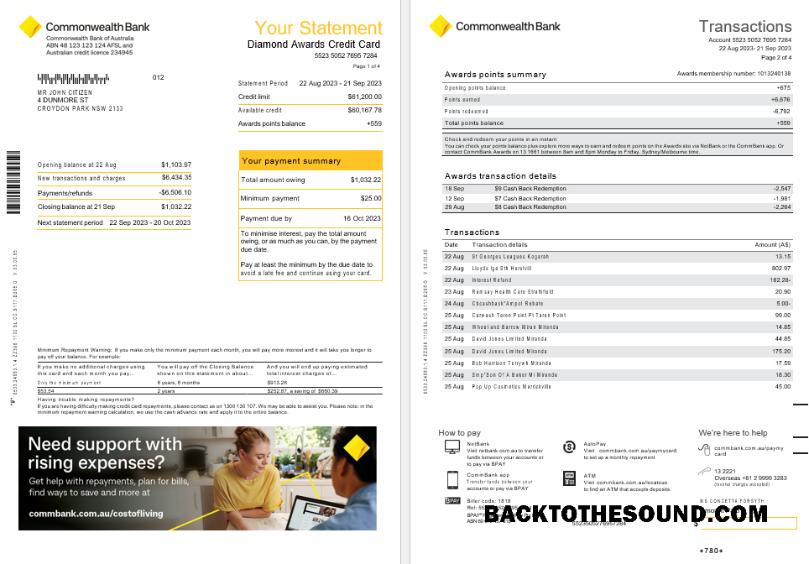 CommonwealthBank
Commonwealth Bank of Australia
ABN 48 123 123 124 AFSL and
Australian credit licence 234945
Your Statement
Diamond Awards Credit Card
5523 5052 7695 7284
Page 1 of 4
012
MR JOHN CITIZEN
4 DUNMORE ST
CROYDON PARK NSW 2133
Statement Period 22 Aug 2023 - 21 Sep 2023
Credit limit $61,200.00
Available credit $60,167.78
Awards points balance +559
Opening balance at 22 Aug $1,103.97
New transactions and charges $6,434.35
Payments/refunds -$6,506.10
Closing balance at 21 Sep $1,032.22
Next statement period 22 Sep 2023 - 20 Oct 2023
Your payment summary
Total amount owing $1,032.22
Minimum payment $25.00
Payment due by 16 Oct 2023
To minimise interest, pay the total amount
owing, or as much as you can, by the payment
due date.
Pay at least the minimum by the due date to
avoid a late fee and continue using your card.
Minimum Repayment Warning: If you make only the minimum payment each month, you will pay more interest and it will take you longer to
pay off your balance. For example:
If you make no additional charges using
this card and each month you pay...
You will pay off the Closing Balance
shown on this statement in about...
And you will end up paying estimated
total interest charges of...
Only the minimum payment 6 years, 8 months $913.28
$53.54 2 years $252.87, a saving of $660.39
Having trouble making repayments?
If you are having difficulty making credit card repayments, please contact us on 1300 130 107. We may be able to assist you. Please note: in the
minimum repayment warning calculation, we use the cash advance rate and apply it to the entire balance.
Need support with
rising expenses?
Get help with repayments, plan for bills,
find ways to save and more at
commbank.com.au/costofliving
CommonwealthBank
Transactions
Account 5523 5052 7695 7284
22 Aug 2023- 21 Sep 2023
Page 2 of 4
Awards points summary Awards membership number: 1013240138
Opening points balance +675
Points earned +6,676
Points redeemed -6,792
Total points balance +559
Check and redeem your points in an instant
You can check your points balance plus explore more ways to earn and redeem points on the Awards site via NetBank or the CommBank app. Or
contact CommBank Awards on 13 1661 between 8am and 8pm Monday to Friday, Sydney/Melbourne time.
Awards transaction details
18 Sep $9 Cash Back Redemption -2,547
12 Sep $7 Cash Back Redemption -1,981
29 Aug $8 Cash Back Redemption -2,264
Transactions
Date Transaction details Amount (A$)
22 Aug St Georges Leagues Kogarah 13.15
22 Aug 802.97
22 Aug Interest 162.28-
23 Aug Ramsay Health Care Strathfield 20.90
24 Aug Cbcashback*Ampol Rebate 5.00-
25 Aug Carwash Taren Point Pt Taren Point 99.00
25 Aug Wheat and Barrow Mbas Miranda 14.85
25 Aug David Jones Limited Miranda 44.85
25 Aug David Jones Limited Miranda 175.20
25 Aug Bob Harrison Torywek Miranda 17.59
25 Aug Smp*Son Of A Baker Ml Miranda 18.30
25 Aug Pop Up Cosmetics Marrickville 45.00
How to pay
NetBank
Visit netbank.com.au to transfer
funds between your accounts or
to pay via BPAY
CommBank app
Transfer funds between your
accounts or pay via BPAY
BPAY
Biller code: 1818
AutoPay
Visit commbank.com.au/paymycard
to set up a monthly repayment
ATM
Visit commbank.com.au/locateus
to find an ATM that accepts deposits.
We're here to help
commbank.com.au/paymy
card
13 2221
Overseas +61 2 9999 3283
(reverse charges accepted)
MS CONCETTA FORSYTH
BACKTOTHESOUND.COM
5523505276957284
$
*780*